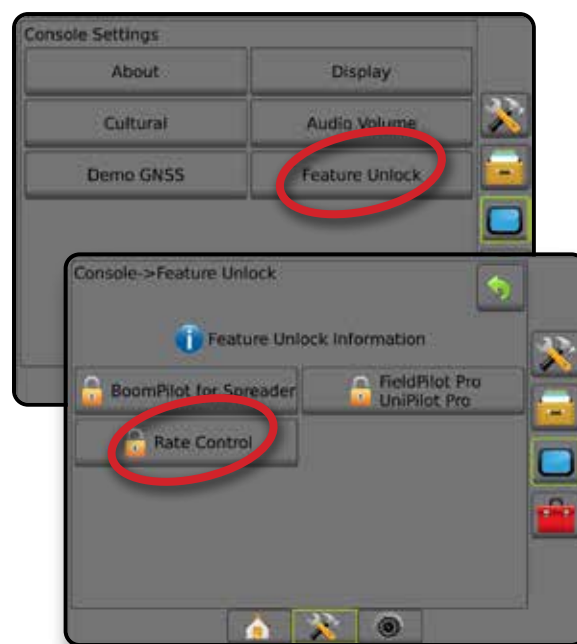 Console Settings
About
Display
Cultural
Audio Volume
Demo GNSS
Feature Unlock
Console->Feature Unlock
Feature Unlock Information
BoomPilot for Spreader
FieldPilot Pro
UniPilot Pro
Rate Control